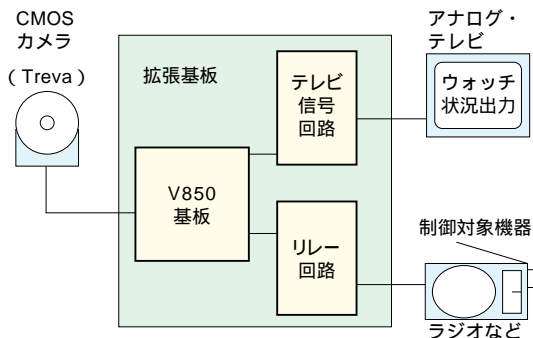 CMOS
カメラ
（Treva）
拡張基板
テレビ
信号
回路
アナログ・
テレビ
ウォッチ
状況出力
V850
基板
リレー
回路
制御対象機器
ラジオなど